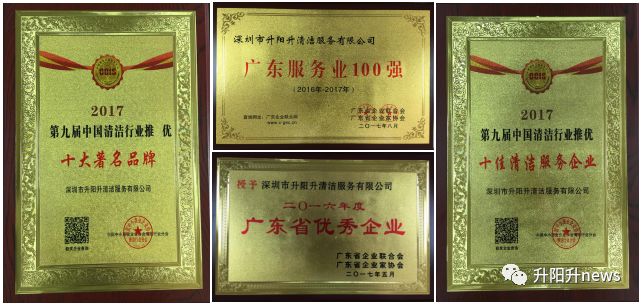 2017
第九届中国清洁行业推 优
十大著名品牌
深圳市升阳升清洁服务有限公司
深圳市升阳升清洁服务有限公司
广东服务业100强
(2016年-2017年)
广东省企业联合会
广东省企业家协会
二〇一七年八月
授予 深圳市升阳升清洁服务有限公司
二〇一六年度
广东省优秀企业
广东省企业联合会
广东省企业家协会
二〇一七年五月
2017
第九届中国清洁行业推 优
十佳清洁服务企业
深圳市升阳升清洁服务有限公司
升阳升news